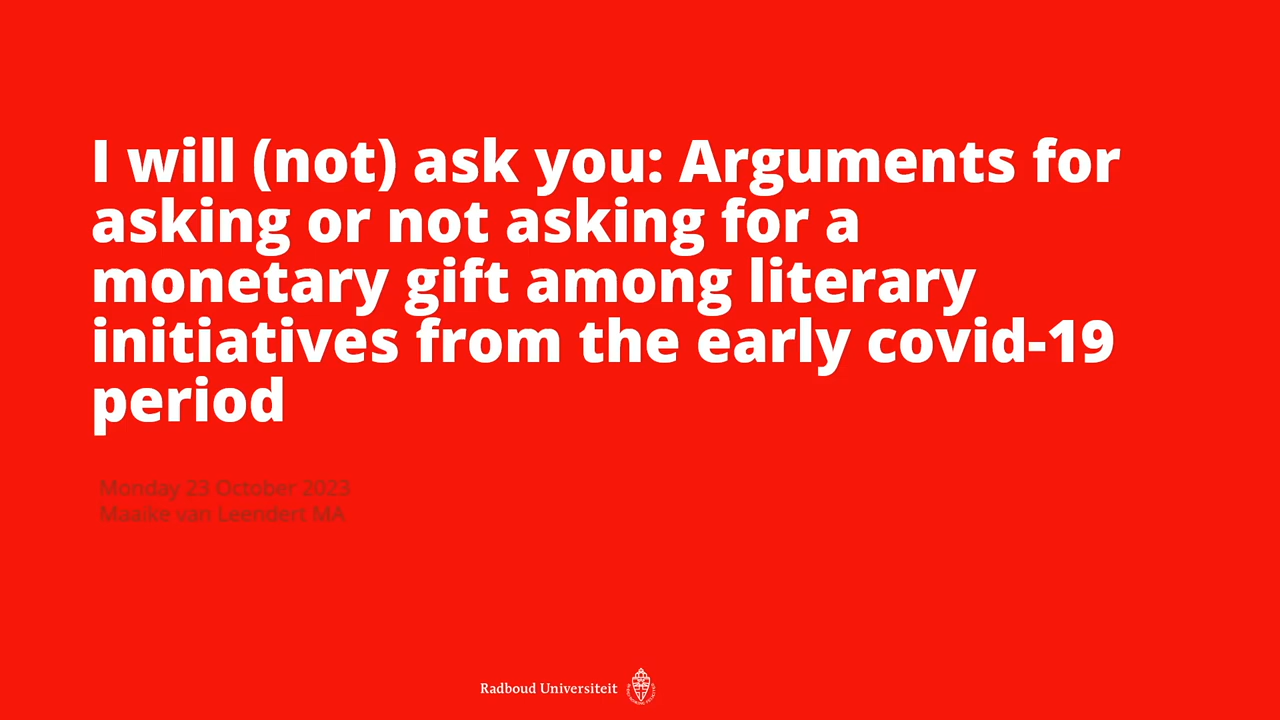 I will (not) ask you: Arguments for
asking or not asking for a
monetary gift among literary
initiatives from the early covid-19
period
Monday 23 October 2023
Maaike van Leendert MA
Radboud Universiteit